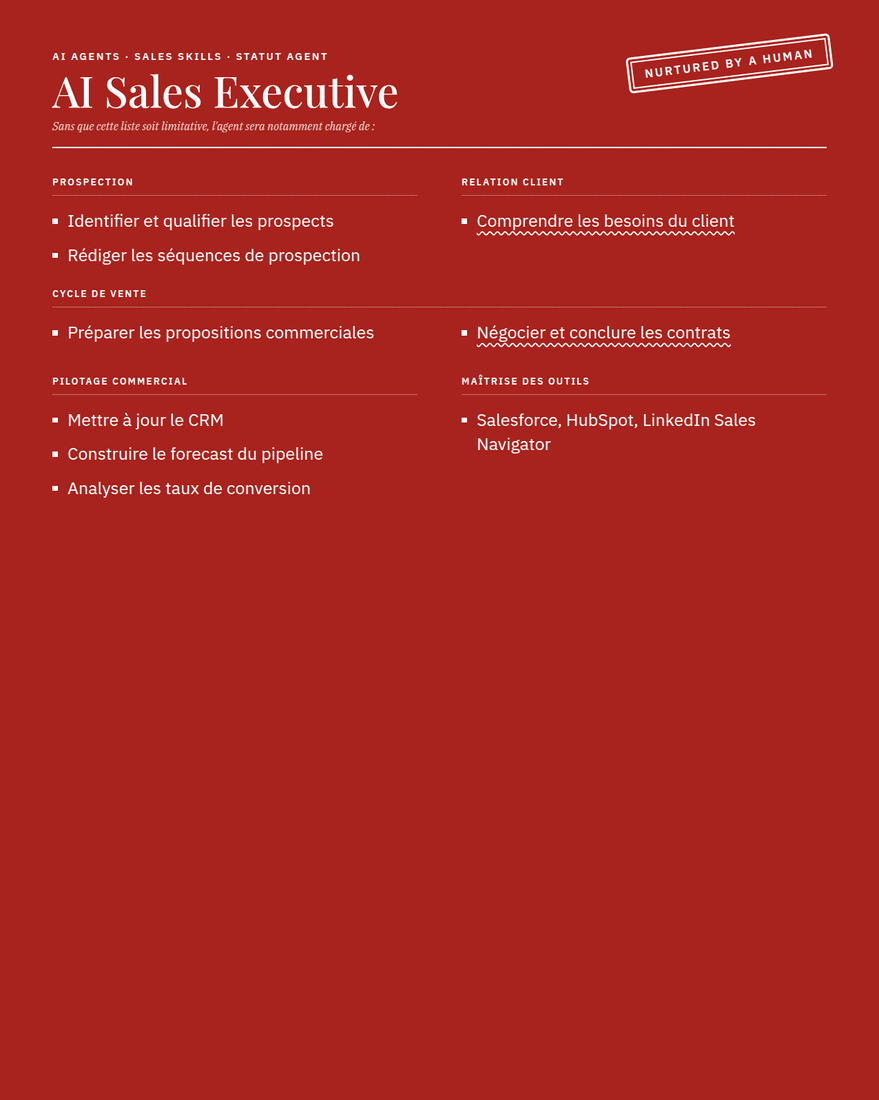 AI AGENTS · SALES SKILLS · STATUT AGENT
NURTURED BY A HUMAN
AI Sales Executive
Sans que cette liste soit limitative, l'agent sera notamment chargé de :
PROSPECTION
Identifier et qualifier les prospects
Rédiger les séquences de prospection
RELATION CLIENT
Comprendre les besoins du client
CYCLE DE VENTE
Préparer les propositions commerciales
Négocier et conclure les contrats
PILOTAGE COMMERCIAL
Mettre à jour le CRM
Construire le forecast du pipeline
Analyser les taux de conversion
MAÎTRISE DES OUTILS
Salesforce, HubSpot, LinkedIn Sales
Navigator